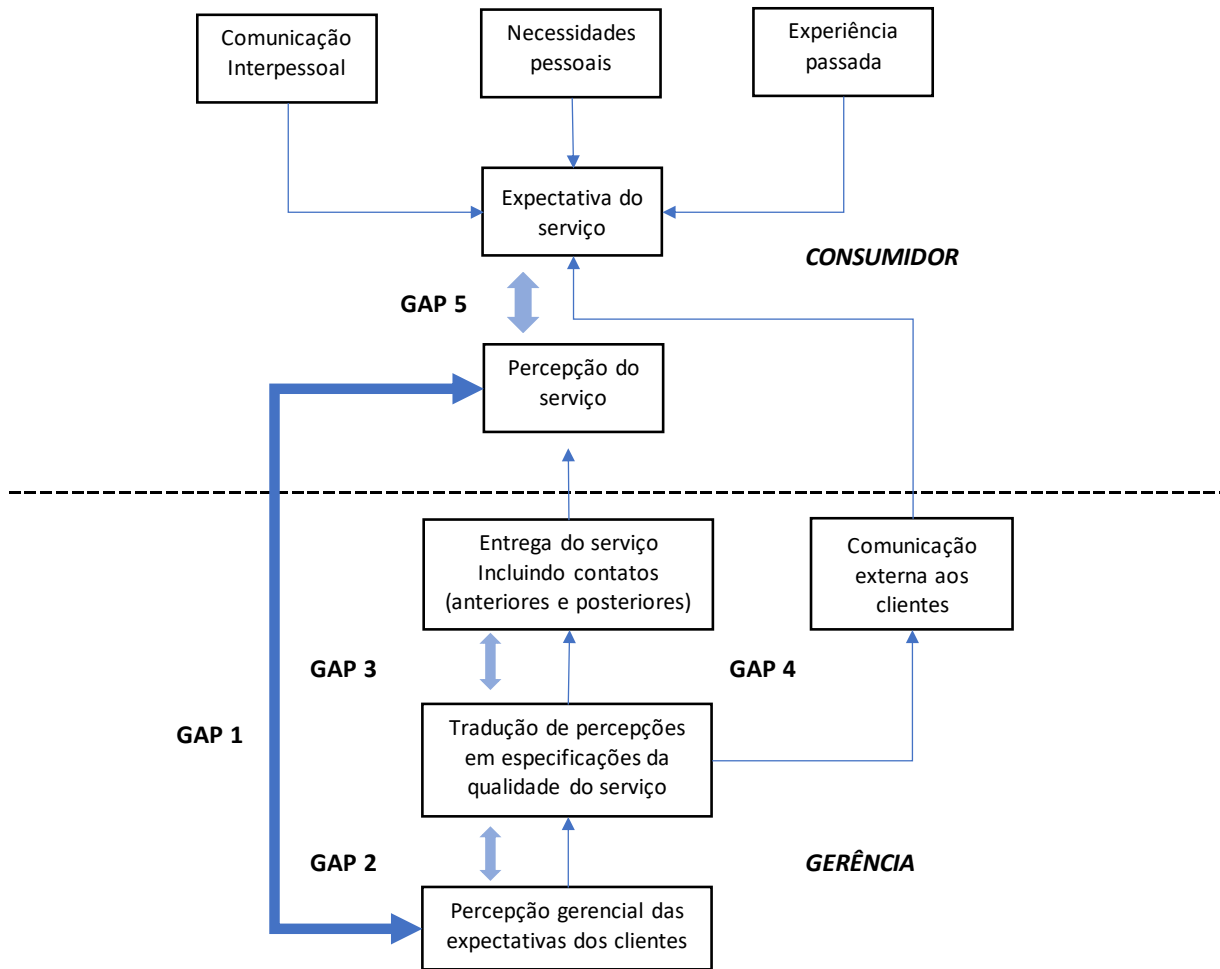 Comunicação
Interpessoal
Necessidades
pessoais
Experiência
passada
Expectativa do
serviço
CONSUMIDOR
GAP 5
Percepção do
serviço
Entrega do serviço
Incluindo contatos
(anteriores e posteriores)
Comunicação
externa aos
clientes
GAP 3
GAP 4
GAP 1
Tradução de percepções
em especificações da
qualidade do serviço
GAP 2
GERÊNCIA
Percepção gerencial das
expectativas dos clientes